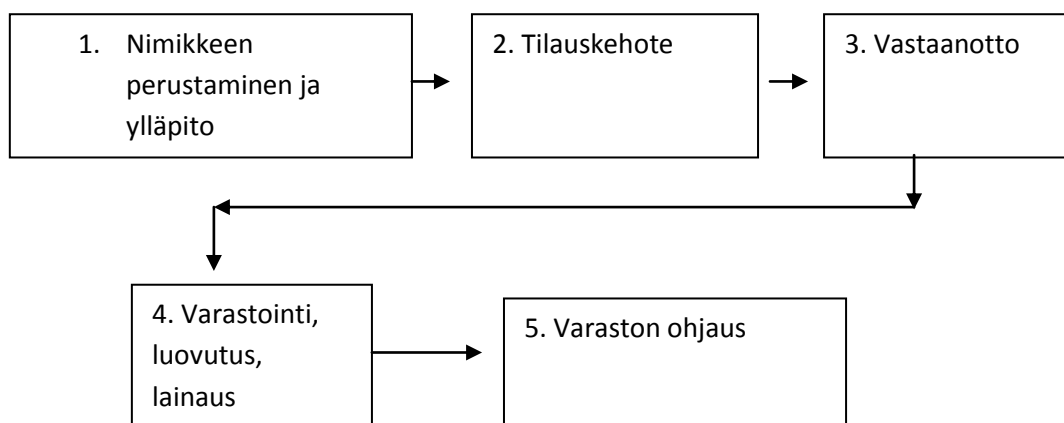 1. Nimikkeen
perustaminen ja
ylläpito
2. Tilauskehote
3. Vastaanotto
4. Varastointi,
luovutus,
lainaus
5. Varaston ohjaus